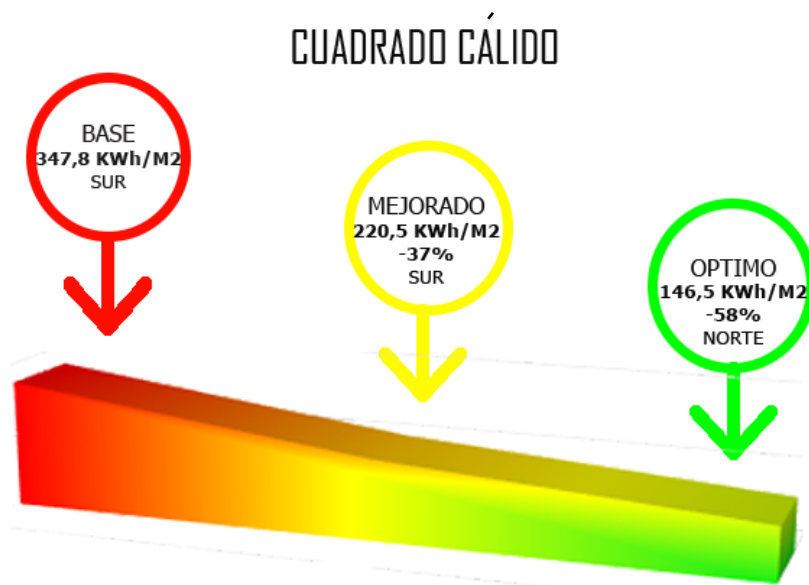 CUADRADO CÁLIDO
BASE
347,8 KWh/M2
SUR
MEJORADO
220,5 KWh/M2
-37%
SUR
OPTIMO
146,5 KWh/M2
-58%
NORTE